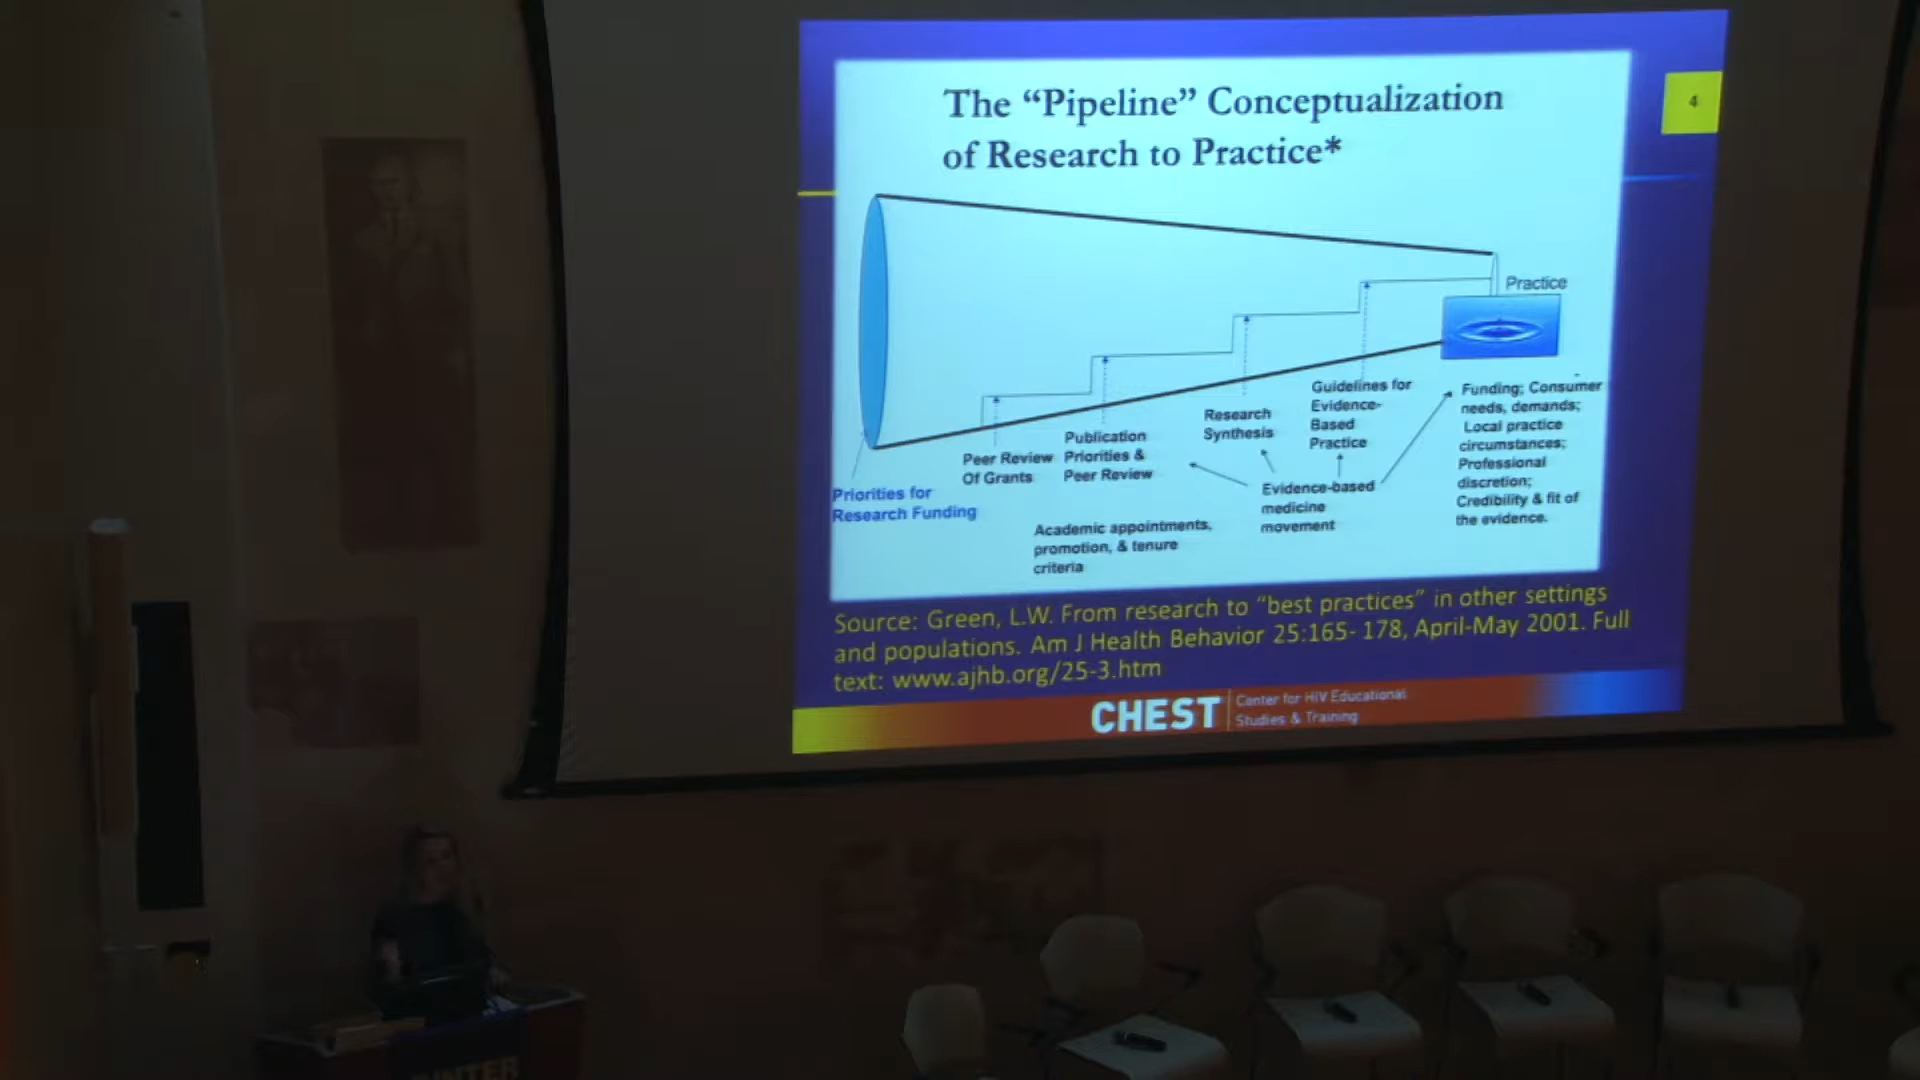 The “Pipeline” Conceptualization
of Research to Practice*
4
Practice
Priorities for
Research Funding
Peer Review
Of Grants
Publication
Priorities &
Peer Review
Academic appointments,
promotion, & tenure
criteria
Research
Synthesis
Evidence-based
medicine
movement
Guidelines for
Evidence-
Based
Practice
Funding; Consumer
needs, demands;
Local practice
circumstances;
Professional
discretion;
Credibility & fit of
the evidence.
Source: Green, L.W. From research to “best practices” in other settings
and populations. Am J Health Behavior 25:165- 178, April-May 2001. Full
text: www.ajhb.org/25-3.htm
CHEST
Center for HIV Educational
Studies & Training